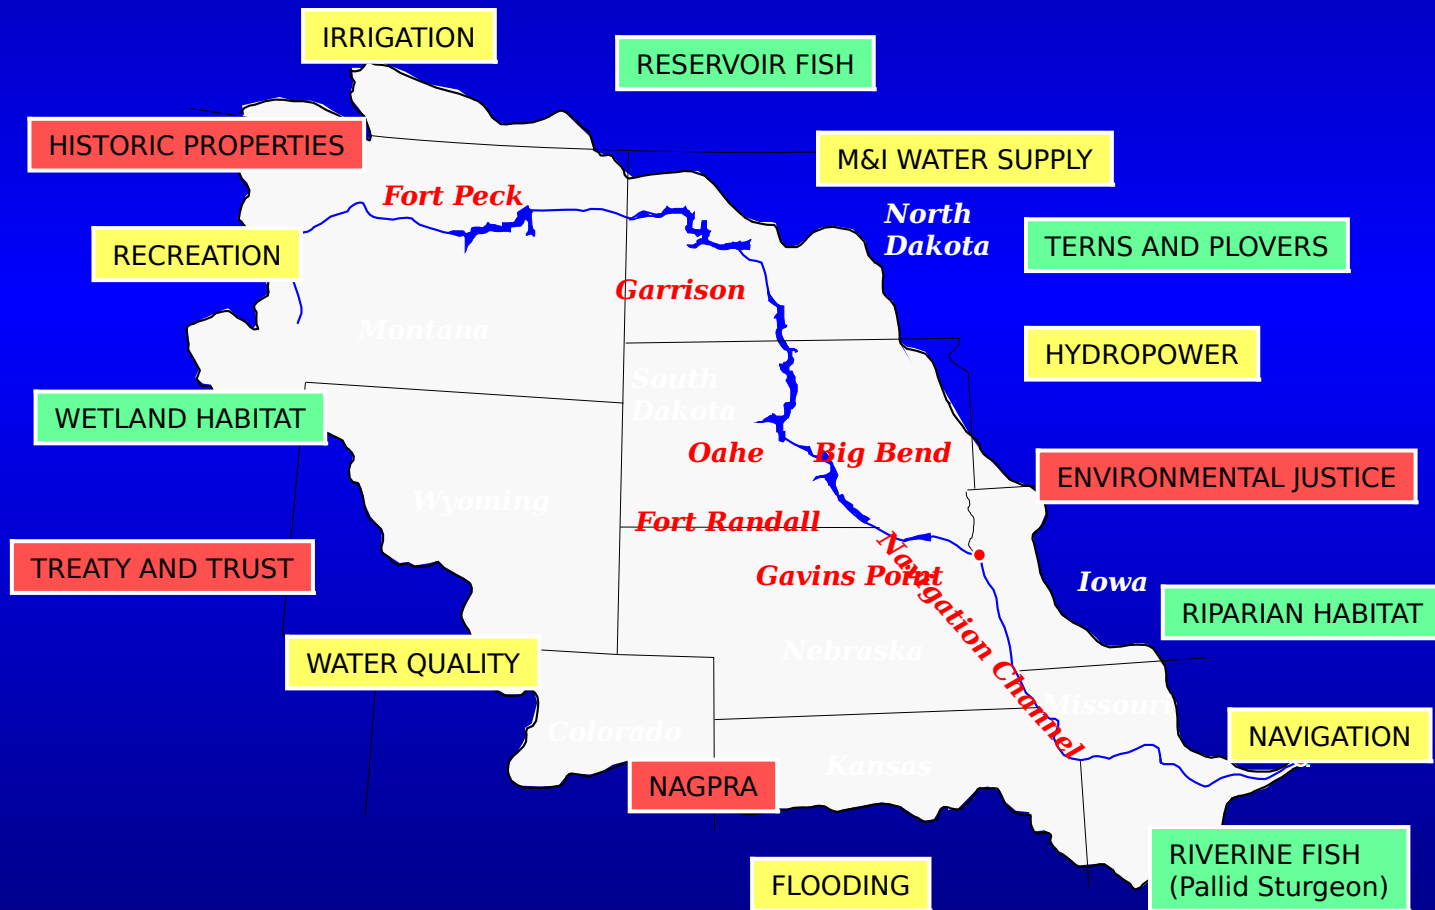 IRRIGATION
RESERVOIR FISH
HISTORIC PROPERTIES
M&I WATER SUPPLY
Fort Peck
North
Dakota
TERNS AND PLOVERS
RECREATION
Garrison
Montana
HYDROPOWER
South
Dakota
WETLAND HABITAT
Oahe
Big Bend
ENVIRONMENTAL JUSTICE
Wyoming
Fort Randall
TREATY AND TRUST
Gavins Point
Navigation Channel
Iowa
RIPARIAN HABITAT
Nebraska
WATER QUALITY
Missouri
Colorado
NAVIGATION
Kansas
NAGPRA
RIVERINE FISH
(Pallid Sturgeon)
FLOODING